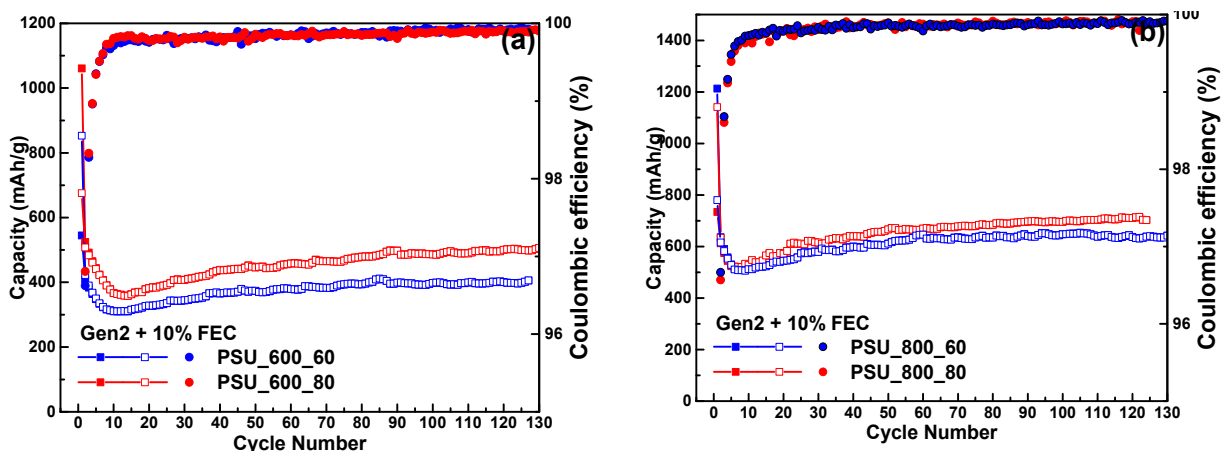 (a)
1200
1000
800
600
400
200
0
Capacity (mAh/g)
100
98
96
Coulombic efficiency (%)
Gen2 + 10% FEC
PSU_600_60
PSU_600_80
0 10 20 30 40 50 60 70 80 90 100 110 120 130
Cycle Number
(b)
1400
1200
1000
800
600
400
200
0
Capacity (mAh/g)
100
98
96
Coulombic efficiency (%)
Gen2 + 10% FEC
PSU_800_60
PSU_800_80
0 10 20 30 40 50 60 70 80 90 100 110 120 130
Cycle Number